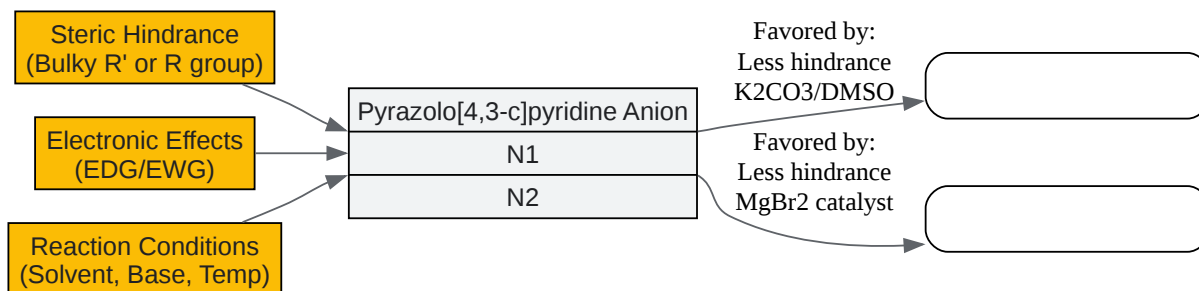 Steric Hindrance
(Bulky R' or R group)
Electronic Effects
(EDG/EWG)
Reaction Conditions
(Solvent, Base, Temp)
Pyrazolo[4,3-c]pyridine Anion
N1
N2
Favored by:
Less hindrance
K2CO3/DMSO
Favored by:
Less hindrance
MgBr2 catalyst